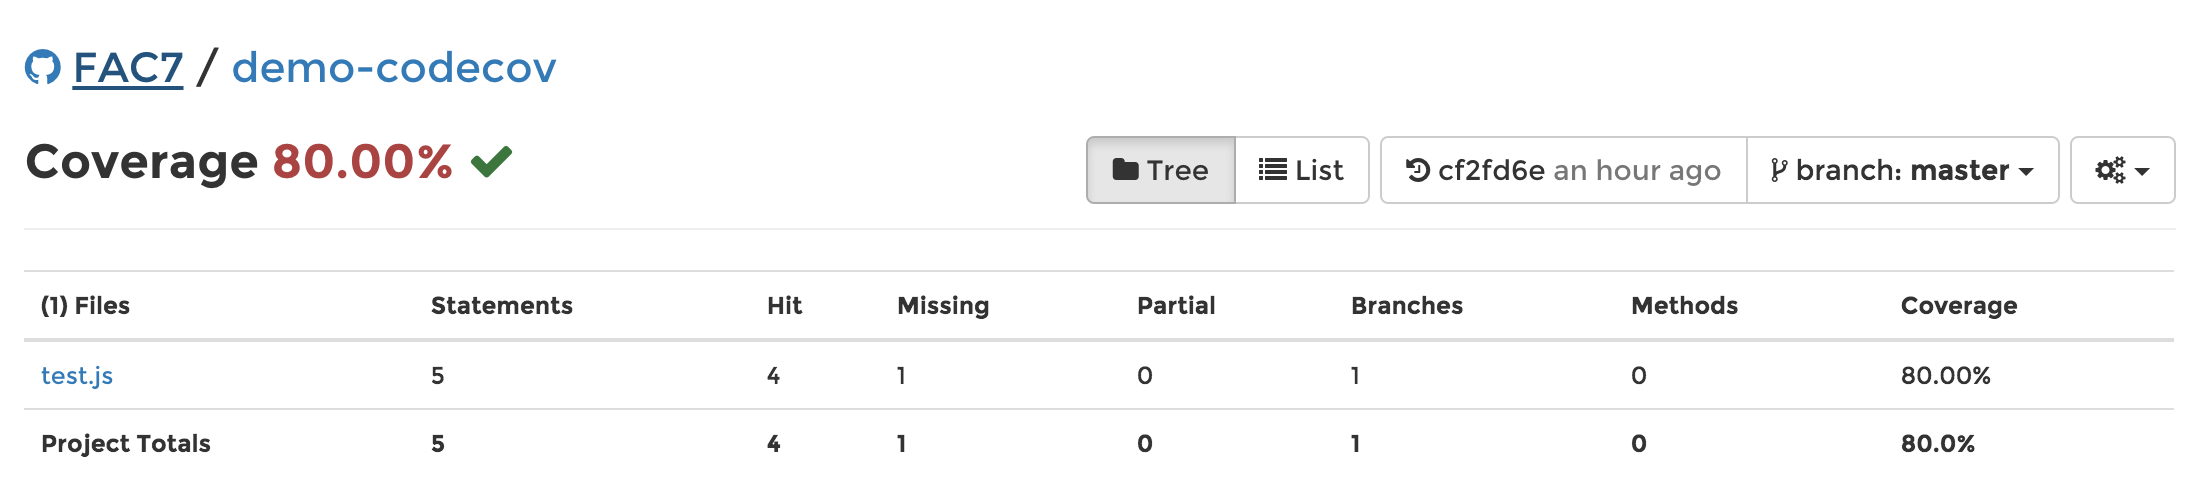 FAC7 / demo-codecov
Coverage 80.00%
Tree List cf2fd6e an hour ago branch: master
(1) Files Statements Hit Missing Partial Branches Methods Coverage
test.js 5 4 1 0 1 0 80.00%
Project Totals 5 4 1 0 1 0 80.0%